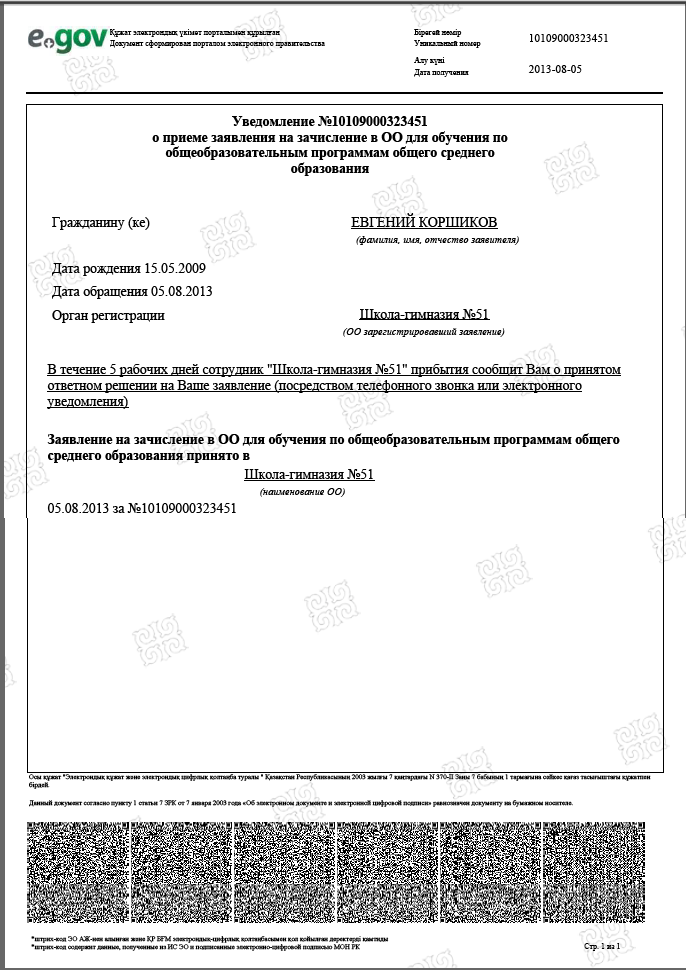 e.gov
Құжат электрондық үкімет порталымен құрылған
Документ сформирован порталом электронного правительства
Бірегей нөмір
Уникальный номер
10109000323451
Алу күні
Дата получения
2013-08-05
Уведомление №10109000323451
о приеме заявления на зачисление в ОО для обучения по
общеобразовательным программам общего среднего
образования
Гражданину (ке)
ЕВГЕНИЙ КОРШИКОВ
(фамилия, имя, отчество заявителя)
Дата рождения 15.05.2009
Дата обращения 05.08.2013
Орган регистрации
Школа-гимназия №51
(ОО зарегистрировавший заявление)
В течение 5 рабочих дней сотрудник "Школа-гимназия №51" прибытия сообщит Вам о принятом
ответном решении на Ваше заявление (посредством телефонного звонка или электронного
уведомления)
Заявление на зачисление в ОО для обучения по общеобразовательным программам общего
среднего образования принято в
Школа-гимназия №51
(наименование ОО)
05.08.2013 за №10109000323451
Осы құжат "Электрондық құжат және электрондық цифрлық қолтаңба туралы " Қазақстан Республикасының 2003 жылғы 7 қаңтардағы N 370-II Заңы 7 бабының 1 тармағына сәйкес қағаз тасығыштағы құжатпен
бірдей.
Данный документ согласно пункту 1 статьи 7 ЗРК от 7 января 2003 года «Об электронном документе и электронной цифровой подписи» равнозначен документу на бумажном носителе.
*штрих-код ЭО АЖ-нен алынған және ҚР БҒМ электрондық-цифрлық қолтаңбасымен қол қойылған деректерді қамтиды
*штрих-код содержит данные, полученные из ИС ЭО и подписанные электронно-цифровой подписью МОН РК
Стр. 1 из 1